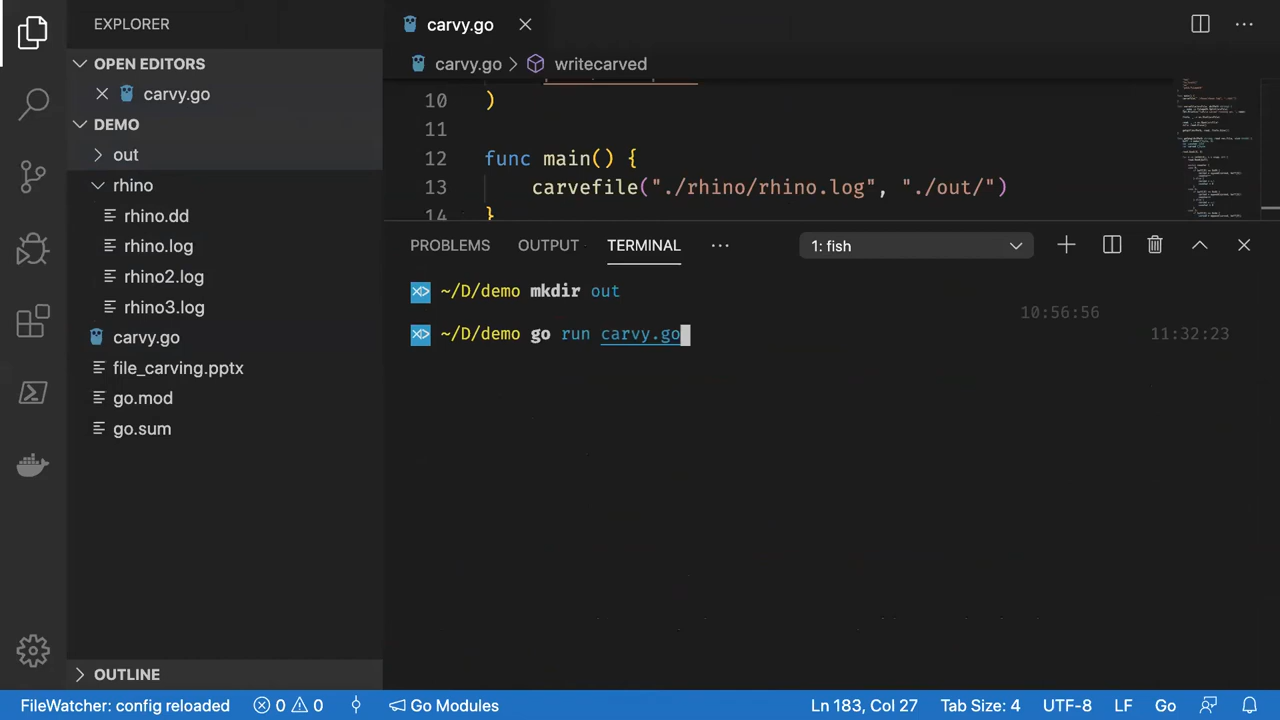 EXPLORER
OPEN EDITORS
carvy.go
DEMO
out
rhino
rhino.dd
rhino.log
rhino2.log
rhino3.log
carvy.go
file_carving.pptx
go.mod
go.sum
OUTLINE
carvy.go
carvy.go > writecarved
10 )
11
12 func main() {
13 carvefile("./rhino/rhino.log", "./out/")
14 }
PROBLEMS OUTPUT TERMINAL ··· 1: fish
~/D/demo mkdir out
10:56:56
~/D/demo go run carvy.go 11:32:23
FileWatcher: config reloaded 0 0 Go Modules Ln 183, Col 27 Tab Size: 4 UTF-8 LF Go